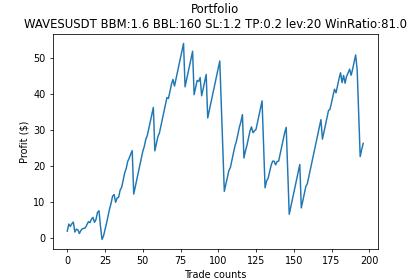 Portfolio
WAVESUSDT BBM:1.6 BBL:160 SL:1.2 TP:0.2 lev:20 WinRatio:81.0
50
40
30
20
10
0
Profit ($)
0 25 50 75 100 125 150 175 200
Trade counts